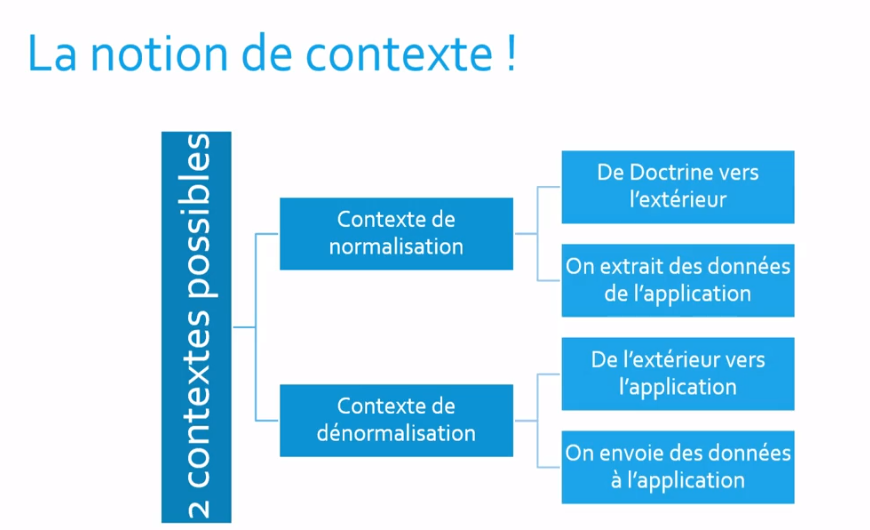 La notion de contexte !
2 contextes possibles
Contexte de
normalisation
De Doctrine vers
l'extérieur
On extrait des données
de l'application
Contexte de
dénormalisation
De l'extérieur vers
l'application
On envoie des données
à l'application